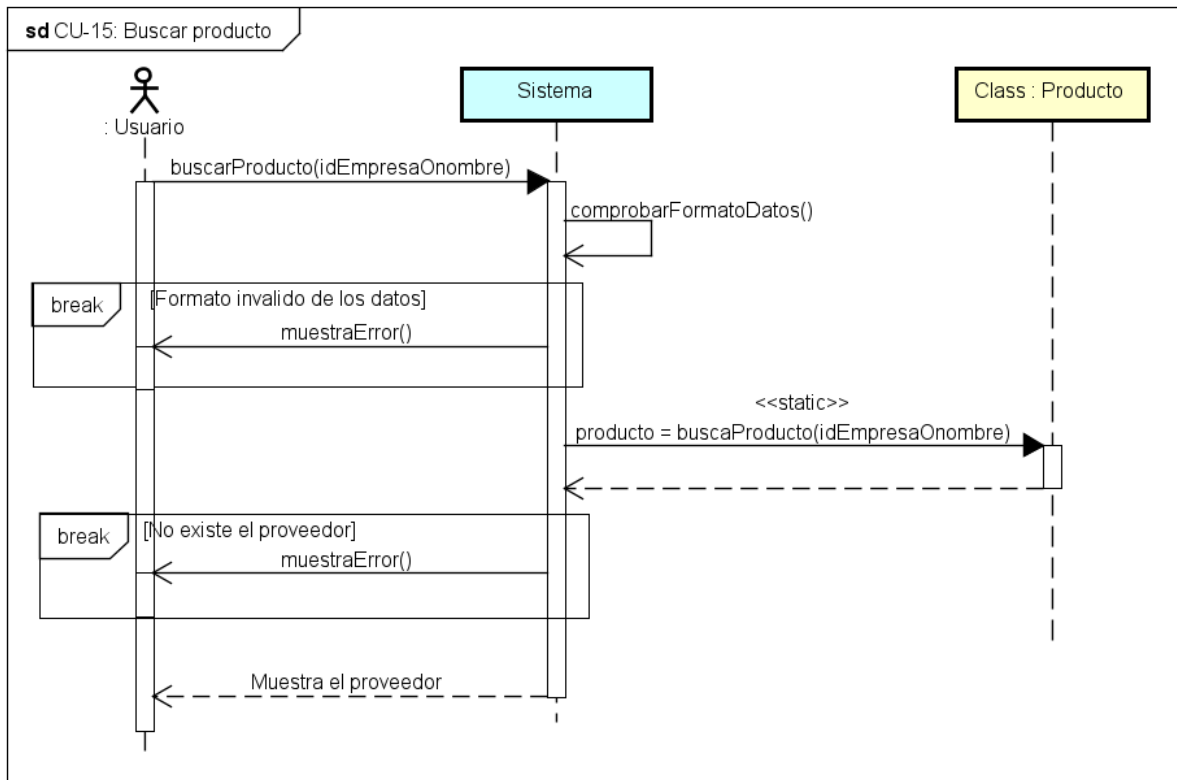 sd CU-15: Buscar producto
: Usuario
Sistema
Class : Producto
buscarProducto(idEmpresaOnombre)
comprobarFormatoDatos()
break
[Formato invalido de los datos]
muestraError()
<<static>>
producto = buscaProducto(idEmpresaOnombre)
break
[No existe el proveedor]
muestraError()
Muestra el proveedor